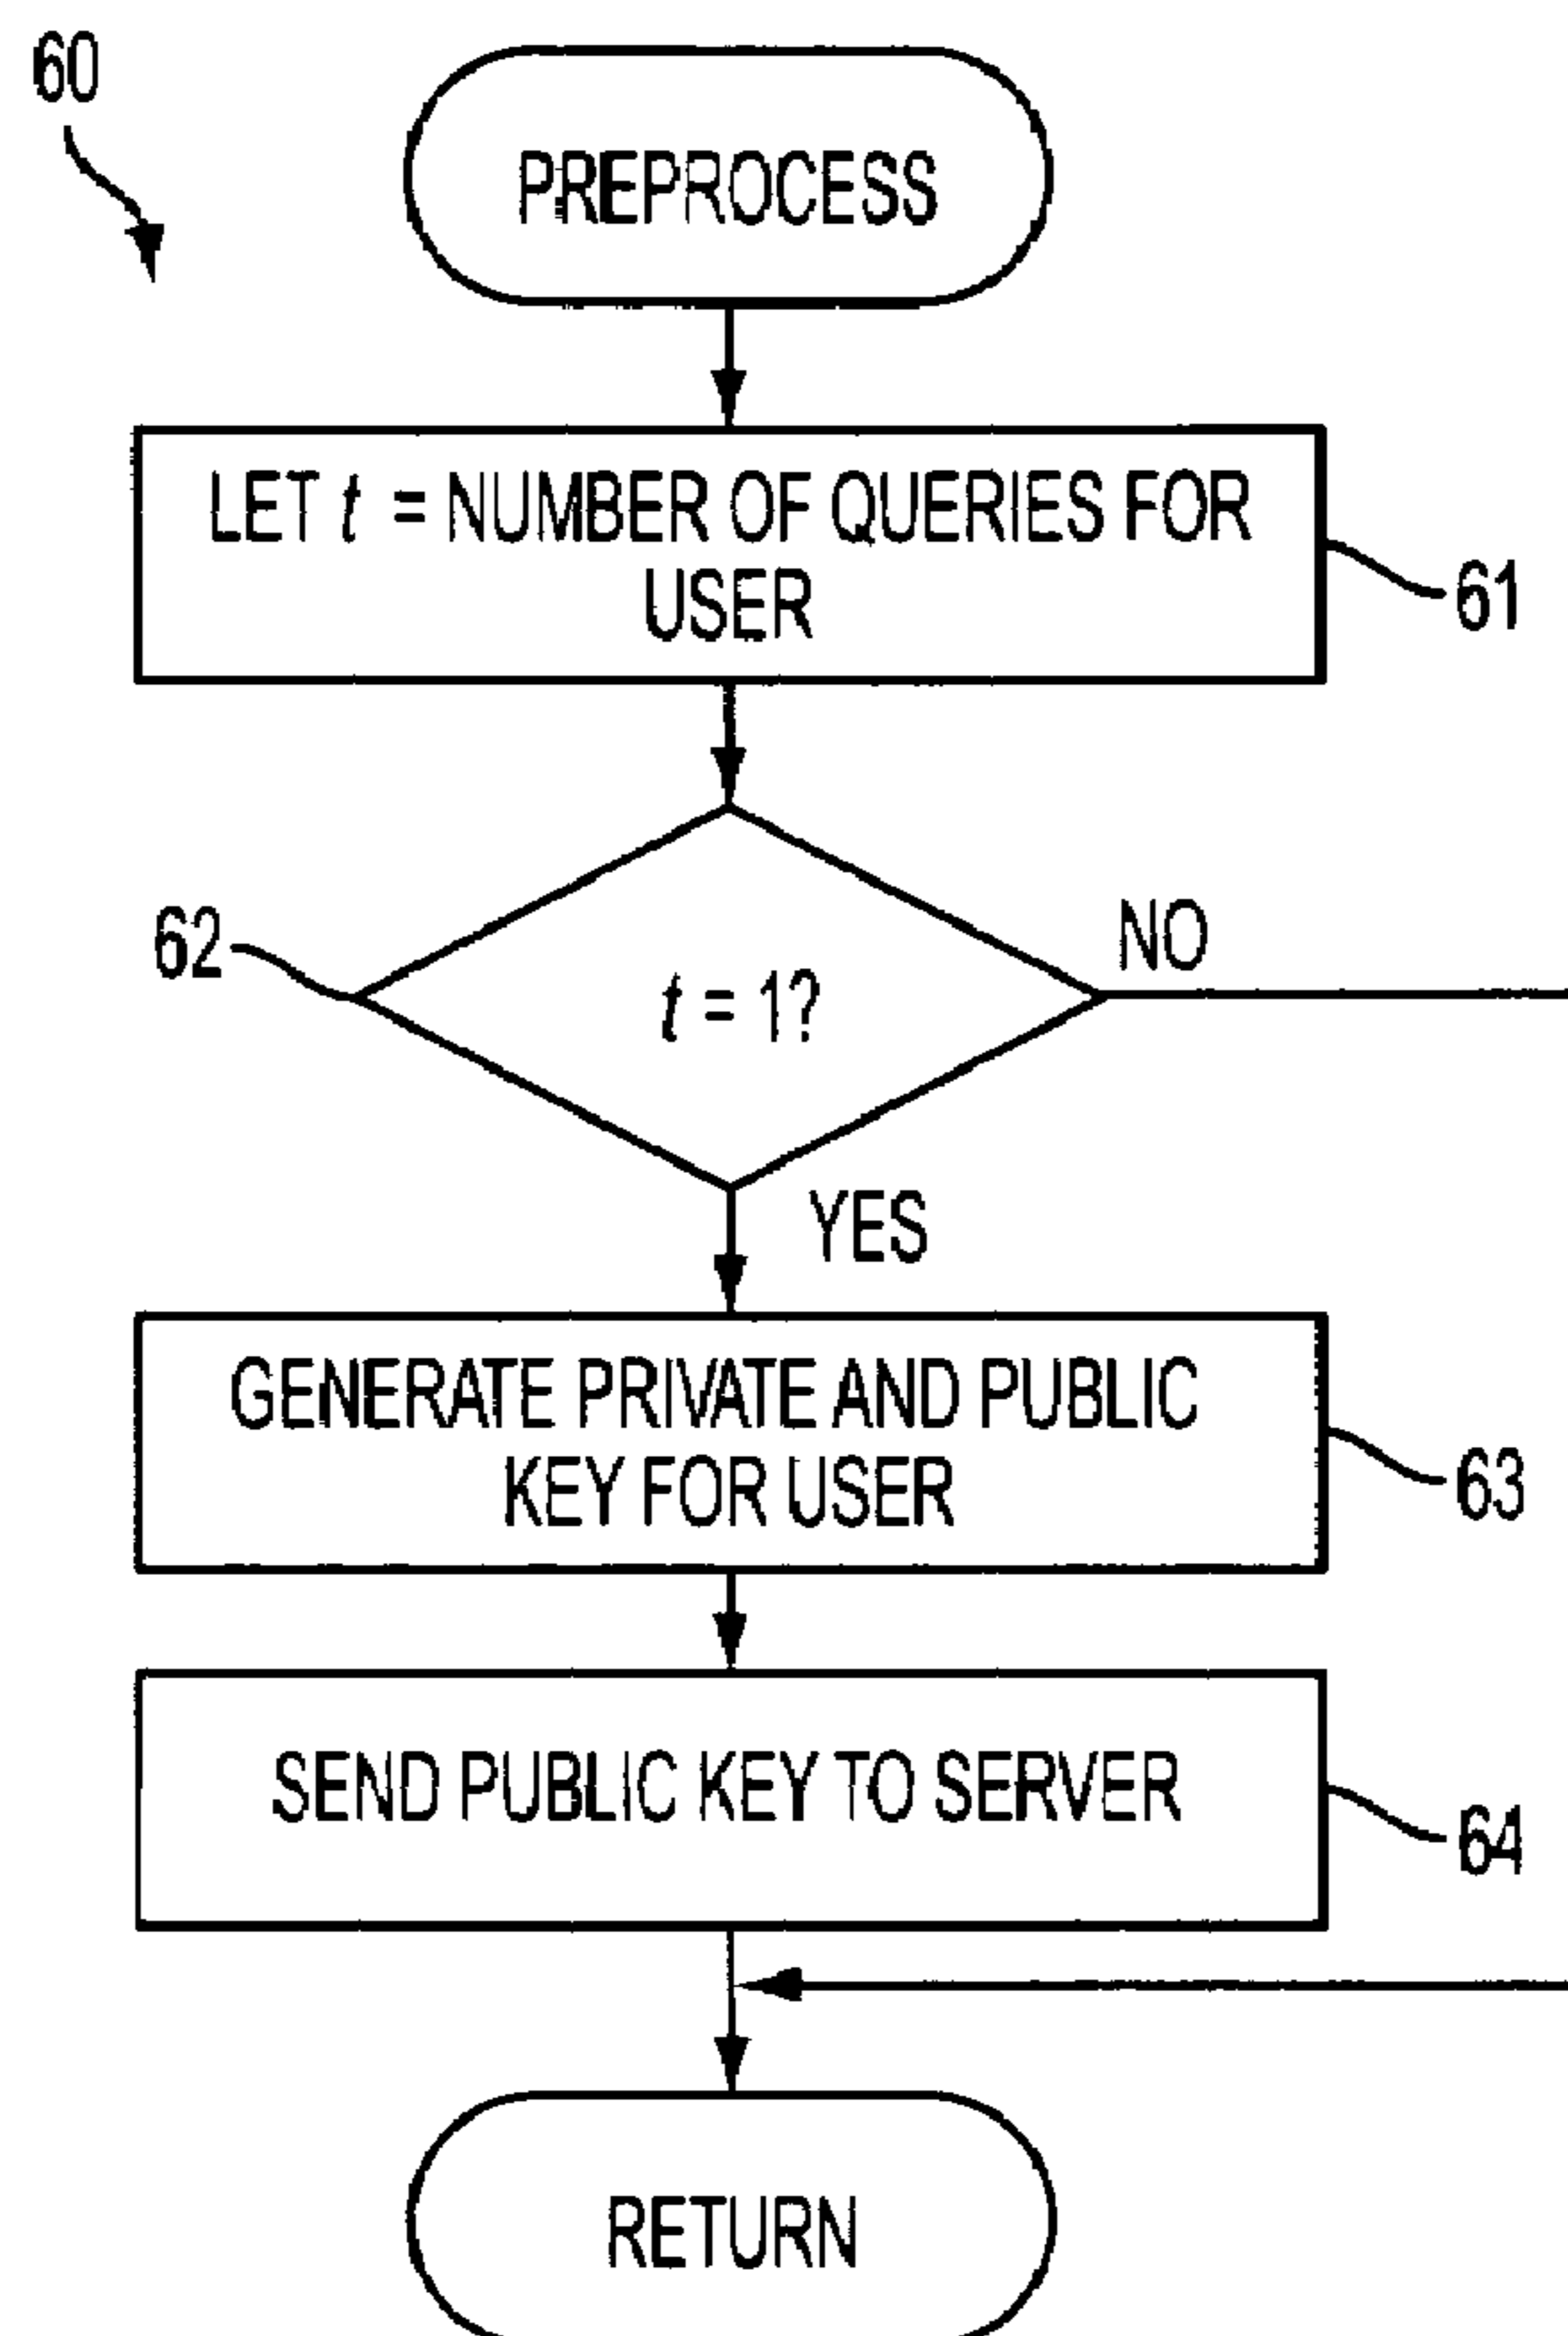 60
PREPROCESS
LET t = NUMBER OF QUERIES FOR
USER
61
62
t = 1?
NO
YES
GENERATE PRIVATE AND PUBLIC
KEY FOR USER
63
SEND PUBLIC KEY TO SERVER
64
RETURN